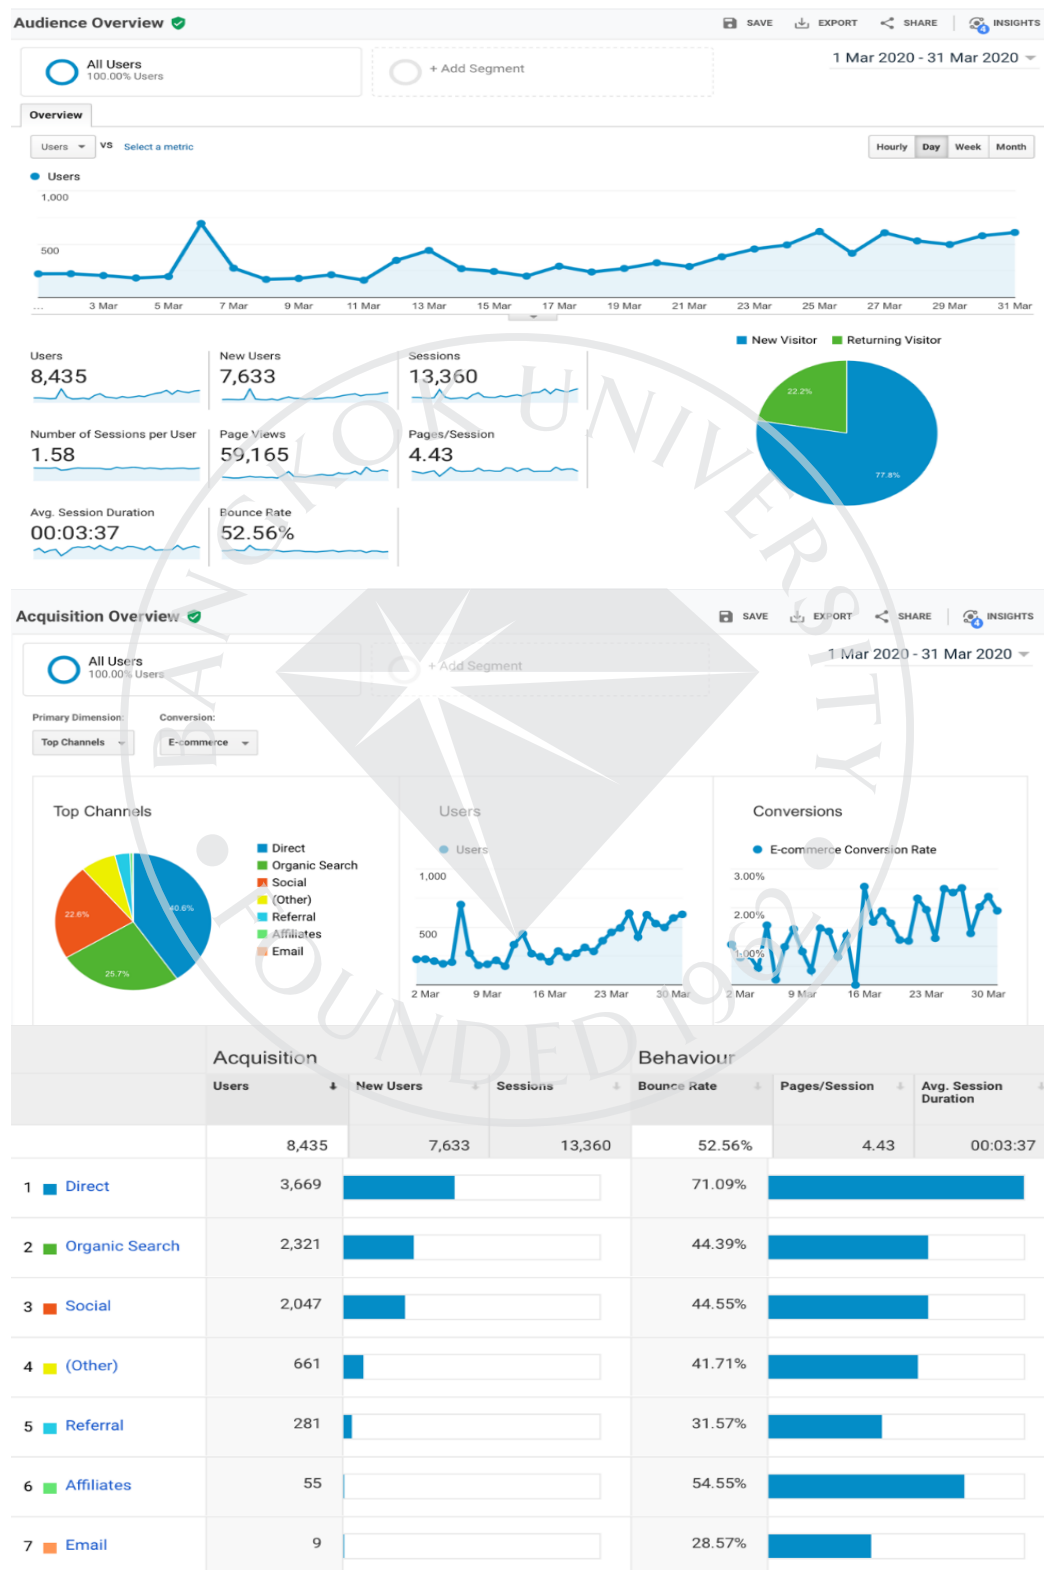 Audience Overview
SAVE EXPORT SHARE INSIGHTS
4
All Users
100.00% Users
+ Add Segment
1 Mar 2020 - 31 Mar 2020
Overview
Users VS Select a metric
Hourly Day Week Month
Users
1,000
500
... 3 Mar 5 Mar 7 Mar 9 Mar 11 Mar 13 Mar 15 Mar 17 Mar 19 Mar 21 Mar 23 Mar 25 Mar 27 Mar 29 Mar 31 Mar
New Visitor Returning Visitor
22.2%
77.8%
Users New Users Sessions
8,435 7,633 13,360
Number of Sessions per User Page Views Pages/Session
1.58 59,165 4.43
Avg. Session Duration Bounce Rate
00:03:37 52.56%
BANGKOK UNIVERSITY
FOUNDED 1962
Acquisition Overview
SAVE EXPORT SHARE INSIGHTS
4
All Users
100.00% Users
+ Add Segment
1 Mar 2020 - 31 Mar 2020
Primary Dimension: Conversion:
Top Channels E-commerce
Top Channels
40.6%
22.6%
25.7%
Direct
Organic Search
Social
(Other)
Referral
Affiliates
Email
Users
Users
1,000
500
2 Mar 9 Mar 16 Mar 23 Mar 30 Mar
Conversions
E-commerce Conversion Rate
3.00%
2.00%
1.00%
2 Mar 9 Mar 16 Mar 23 Mar 30 Mar
Acquisition Behaviour
Users New Users Sessions Bounce Rate Pages/Session Avg. Session
Duration
8,435 7,633 13,360 52.56% 4.43 00:03:37
1 Direct 3,669 71.09%
2 Organic Search 2,321 44.39%
3 Social 2,047 44.55%
4 (Other) 661 41.71%
5 Referral 281 31.57%
6 Affiliates 55 54.55%
7 Email 9 28.57%